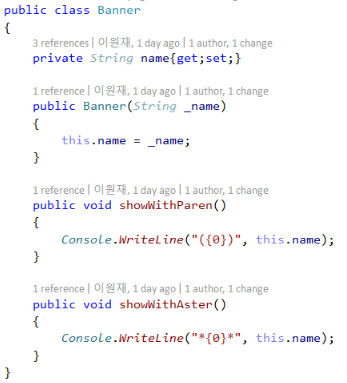 public class Banner
{
3 references | 이원재, 1 day ago | 1 author, 1 change
private String name{get;set;}
1 reference | 이원재, 1 day ago | 1 author, 1 change
public Banner(String _name)
{
this.name = _name;
}
1 reference | 이원재, 1 day ago | 1 author, 1 change
public void showWithParen()
{
Console.WriteLine("({0})", this.name);
}
1 reference | 이원재, 1 day ago | 1 author, 1 change
public void showWithAster()
{
Console.WriteLine("*{0}*", this.name);
}
}